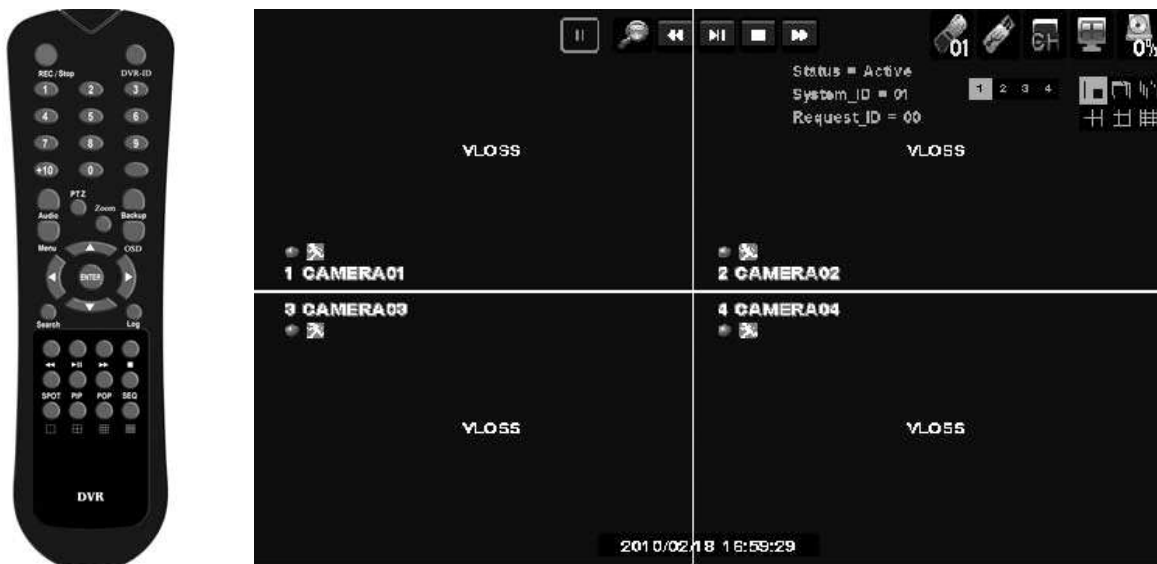 REC/Stop DVR-ID
1 2 3
4 5 6
7 8 9
+10 0
PTZ
Audio Zoom Backup
Menu OSD
ENTER
Search Log
SPOT PIP POP SEQ
DVR
01 CH 0%
Status = Active
System_ID = 01
Request_ID = 00
1 2 3 4
VLOSS VLOSS
1 CAMERA01 2 CAMERA02
3 CAMERA03 4 CAMERA04
VLOSS VLOSS
2010/02/18 16:59:29